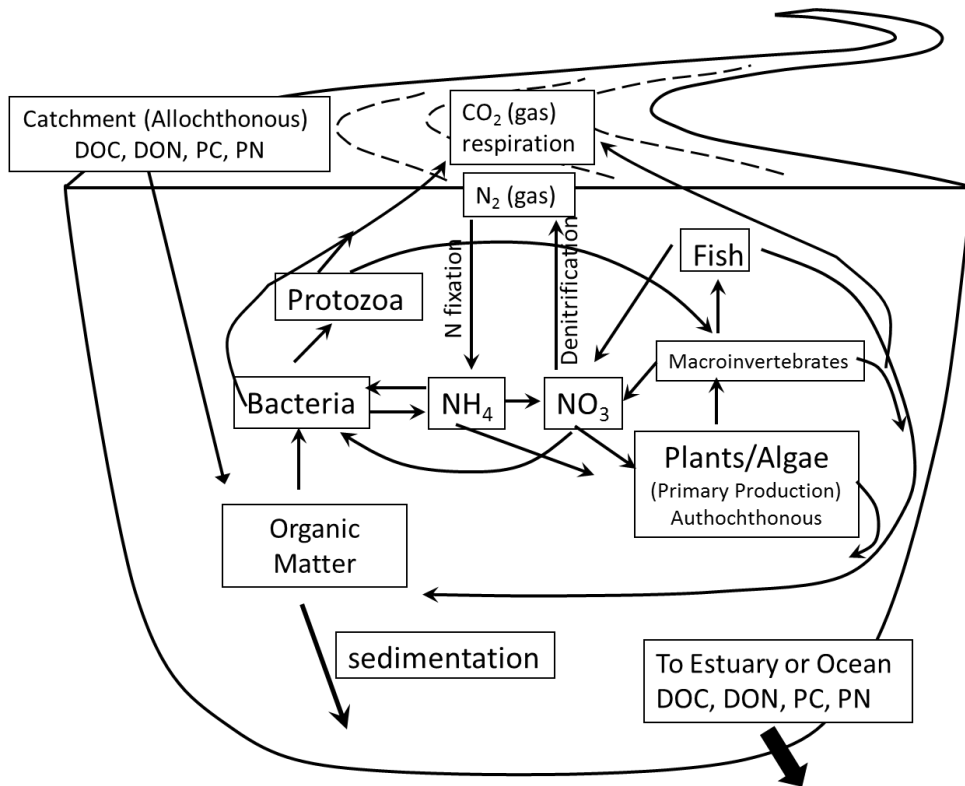 Catchment (Allochthonous)
DOC, DON, PC, PN
CO₂ (gas)
respiration
N₂ (gas)
N fixation
Denitrification
Fish
Protozoa
Macroinvertebrates
Bacteria
NH₄
NO₃
Plants/Algae
(Primary Production)
Authochthonous
Organic
Matter
sedimentation
To Estuary or Ocean
DOC, DON, PC, PN